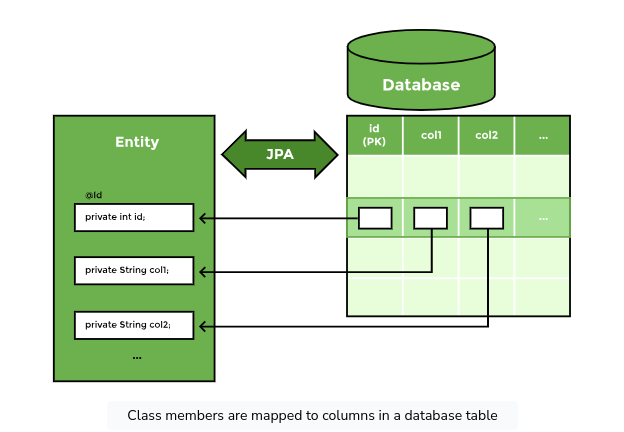 Database
Entity
JPA
id
(PK)
col1
col2
...
@Id
private int id;
...
private String col1;
private String col2;
...
Class members are mapped to columns in a database table